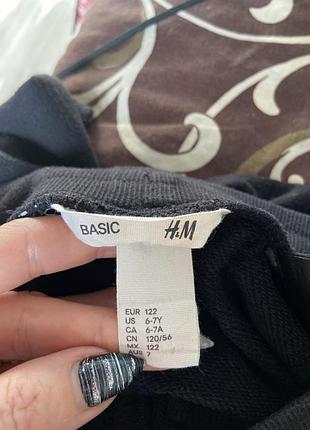 BASIC H&M
EUR 122
US 6-7Y
CA 6-7A
CN 120/56
MX 122
AUS 7